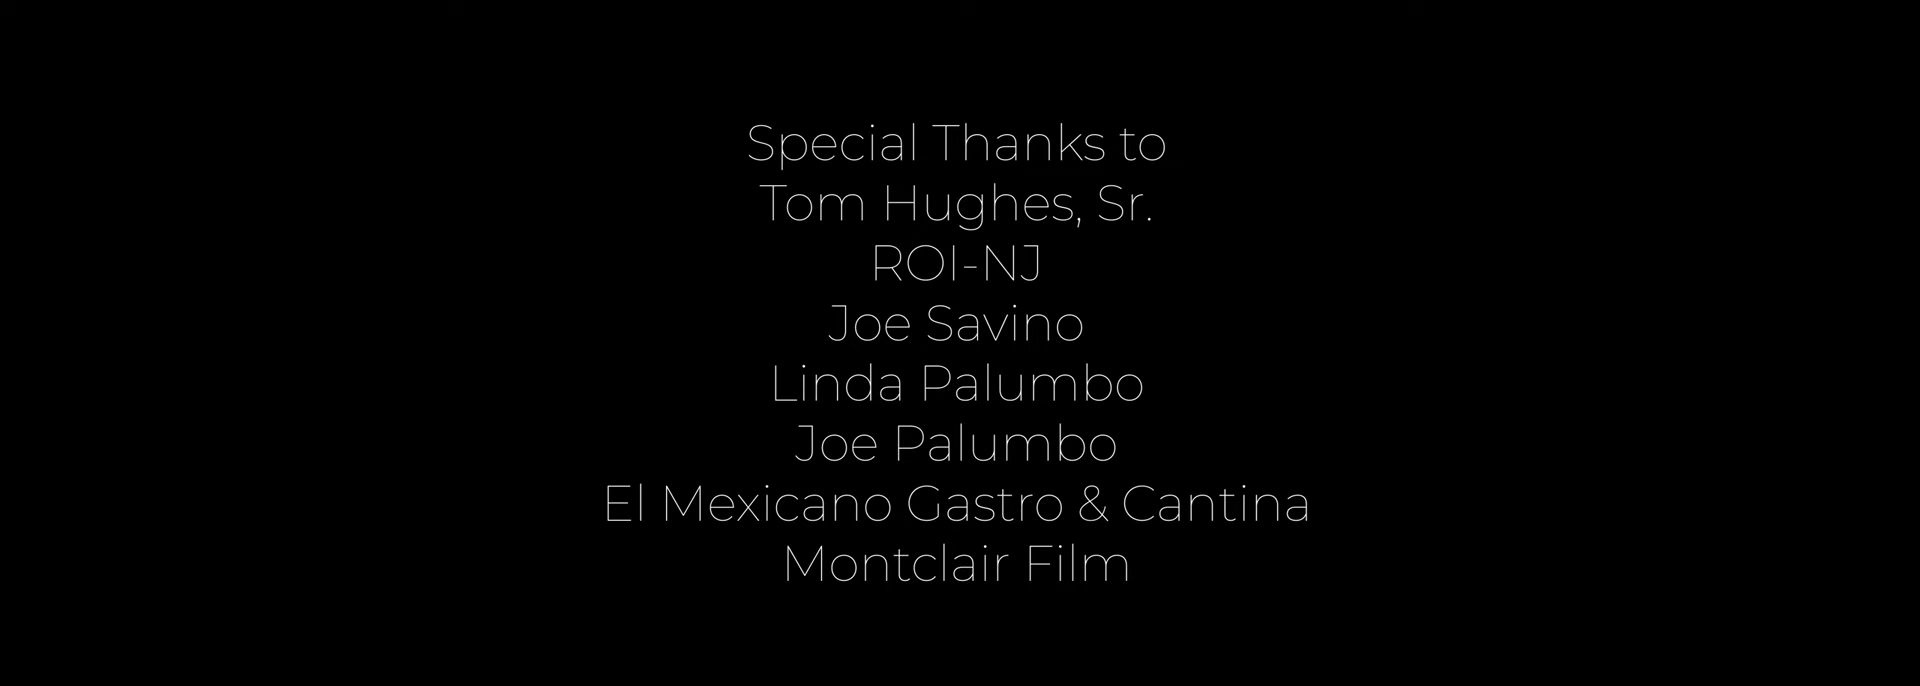 Special Thanks to
Tom Hughes, Sr.
ROI-NJ
Joe Savino
Linda Palumbo
Joe Palumbo
El Mexicano Gastro & Cantina
Montclair Film